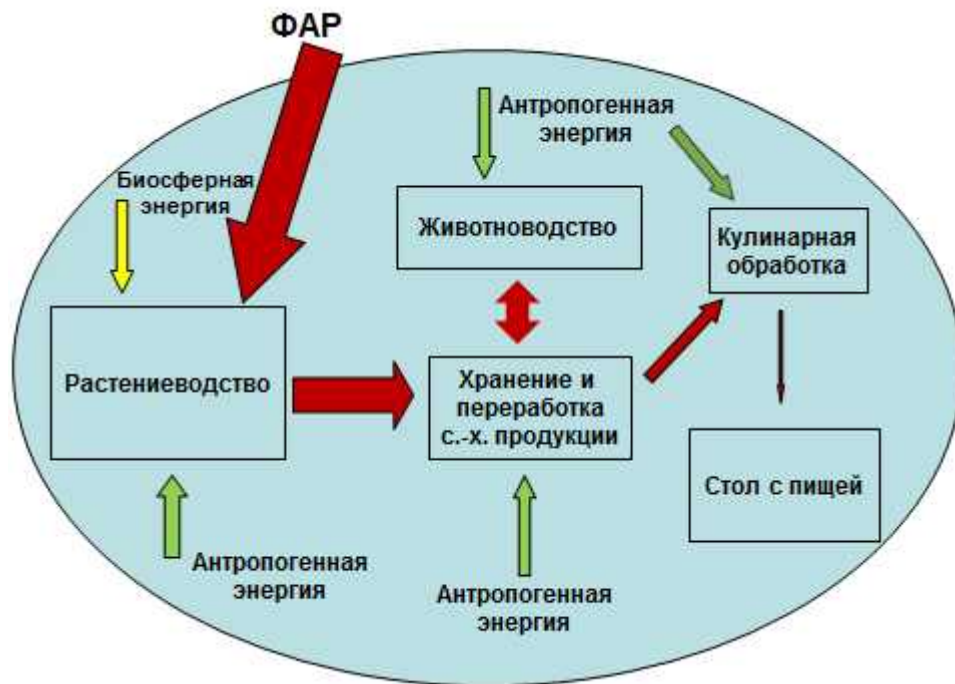 ФАР
Антропогенная
энергия
Биосферная
энергия
Животноводство
Кулинарная
обработка
Растениеводство
Хранение и
переработка
с.-х. продукции
Стол с пищей
Антропогенная
энергия
Антропогенная
энергия